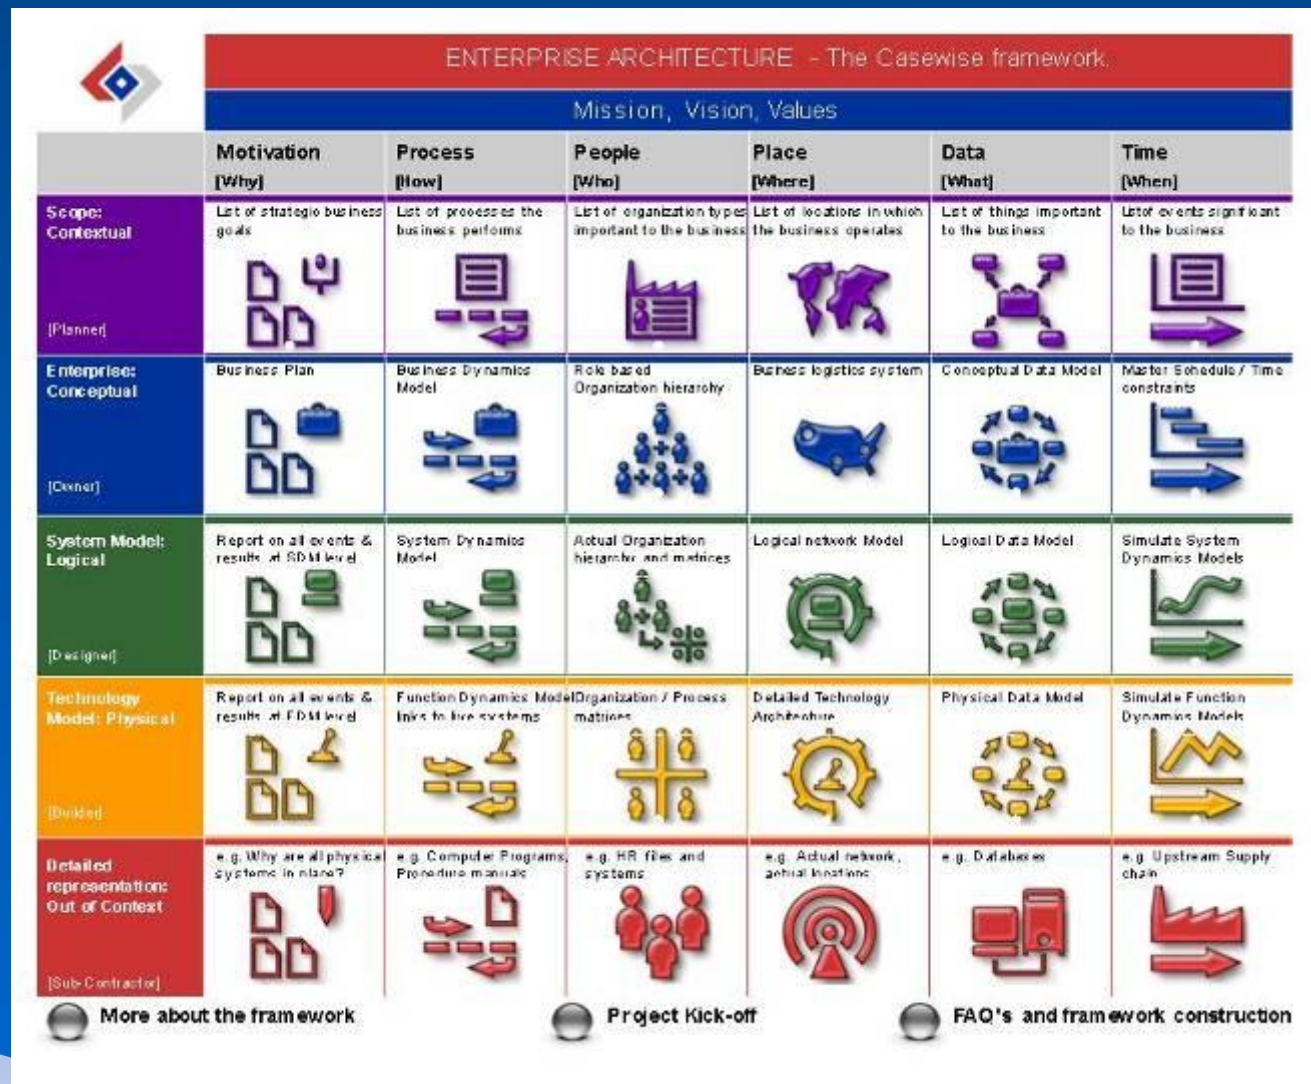 ENTERPRISE ARCHITECTURE - The Casewise framework.
Mission, Vision, Values
Motivation
[Why]
Process
[How]
People
[Who]
Place
[Where]
Data
[What]
Time
[When]
Scope:
Contextual
[Planner]
List of strategic business
goals
List of processes the
business performs
List of organization types
important to the business
List of locations in which
the business operates
List of things important
to the business
List of events significant
to the business
Enterprise:
Conceptual
[Owner]
Business Plan
Business Dynamics
Model
Role based
Organization hierarchy
Business logistics system
Conceptual Data Model
Master Schedule / Time
constraints
System Model:
Logical
[Designer]
Report on all events &
results at SDM level
System Dynamics
Model
Actual Organization
hierarchy and matrices
Logical network Model
Logical Data Model
Simulate System
Dynamics Models
Technology
Model: Physical
[Builder]
Report on all events &
results at FDM level
Function Dynamics Model
links to live systems
Organization / Process
matrices
Detailed Technology
Architecture
Physical Data Model
Simulate Function
Dynamics Models
Detailed
representation:
Out of Context
[Sub-Contractor]
e.g. Why are all physical
systems in place?
e.g. Computer Programs,
Procedure manuals
e.g. HR files and
systems
e.g. Actual network,
actual locations
e.g. Databases
e.g. Upstream Supply
chain
More about the framework
Project Kick-off
FAQ's and framework construction